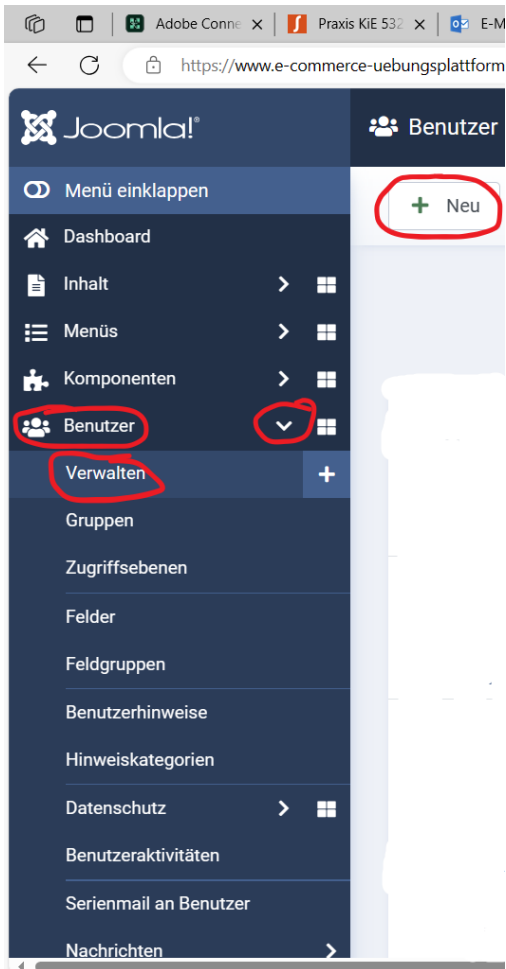 Adobe Conne
Praxis KiE 532
E-M
https://www.e-commerce-uebungsplattform
Joomla!®
Benutzer
Menü einklappen
Neu
Dashboard
Inhalt
Menüs
Komponenten
Benutzer
Verwalten
Gruppen
Zugriffsebenen
Felder
Feldgruppen
Benutzerhinweise
Hinweiskategorien
Datenschutz
Benutzeraktivitäten
Serienmail an Benutzer
Nachrichten